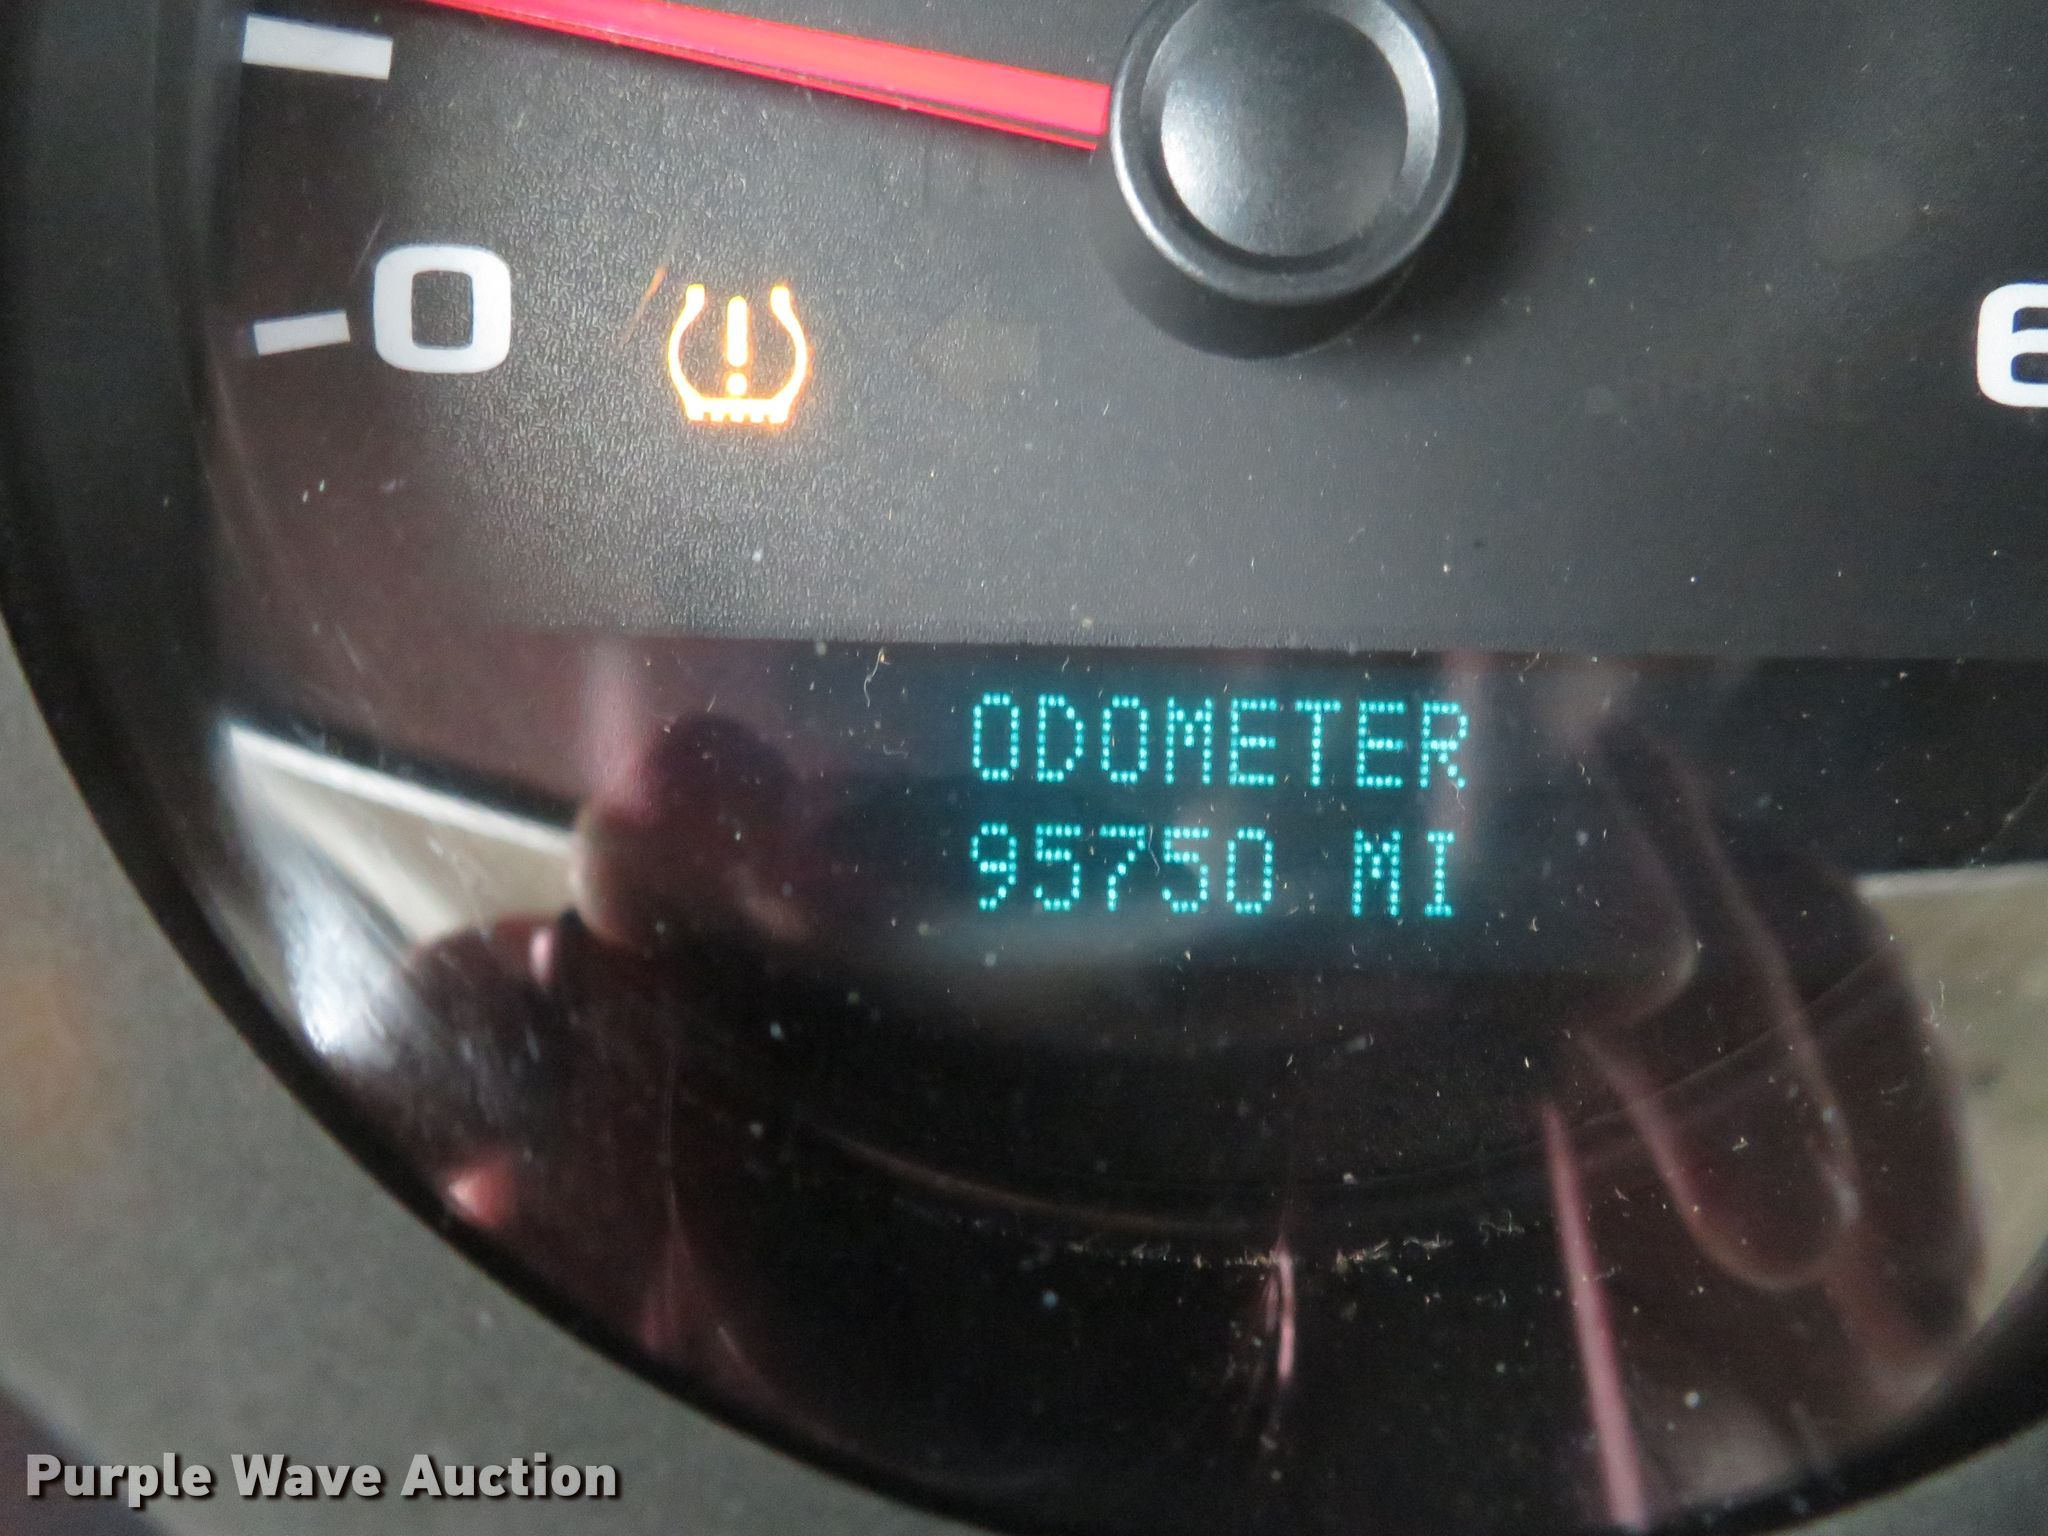 0
6
ODOMETER
95750 MI
Purple Wave Auction